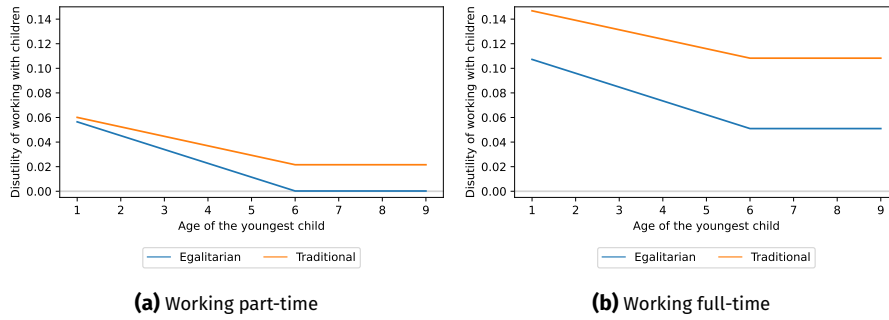 0.14
0.12
0.10
0.08
0.06
0.04
0.02
0.00
Disutility of working with children
1 2 3 4 5 6 7 8 9
Age of the youngest child
Egalitarian Traditional
(a) Working part-time
0.14
0.12
0.10
0.08
0.06
0.04
0.02
0.00
Disutility of working with children
1 2 3 4 5 6 7 8 9
Age of the youngest child
Egalitarian Traditional
(b) Working full-time